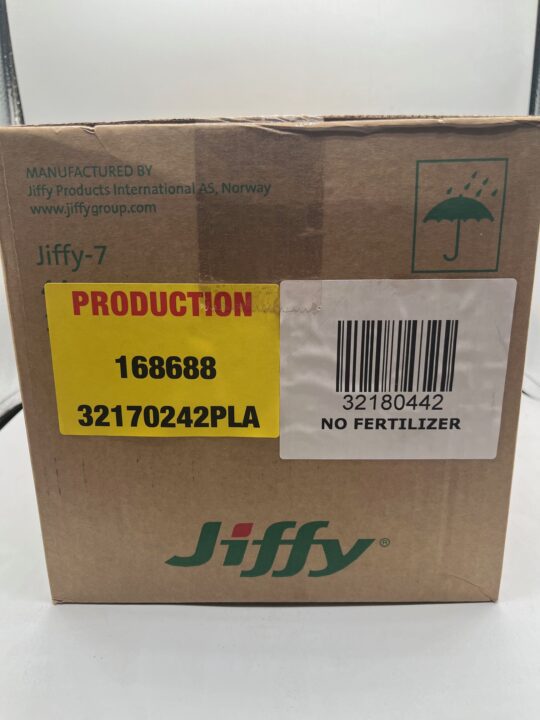 MANUFACTURED BY
Jiffy Products International AS, Norway
www.jiffygroup.com
Jiffy-7
PRODUCTION
168688
32170242PLA
32180442
NO FERTILIZER
Jiffy®